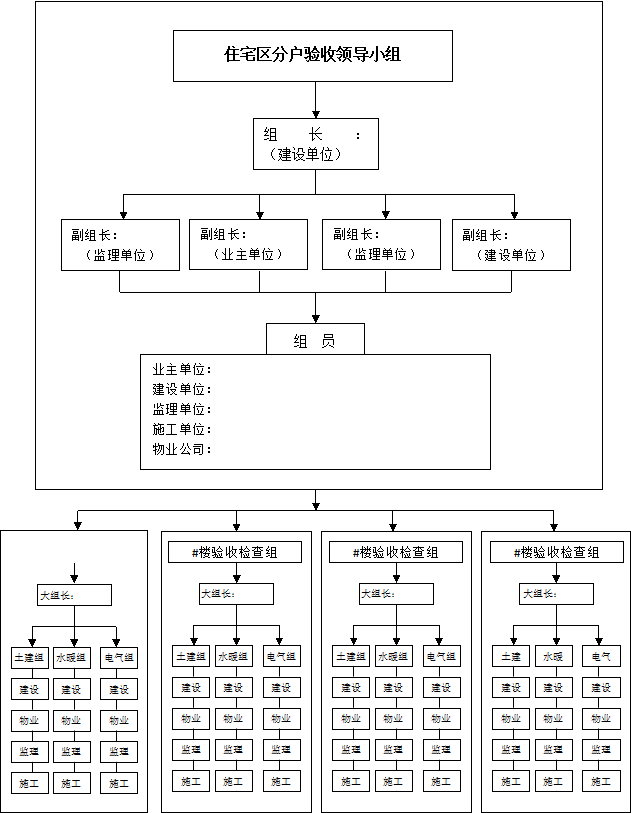 住宅区分户验收领导小组
组 长 ：
（建设单位）
副组长：
（监理单位）
副组长：
（业主单位）
副组长：
（监理单位）
副组长：
（建设单位）
组 员
业主单位：
建设单位：
监理单位：
施工单位：
物业公司：
大组长：
土建组 水暖组 电气组
建设 建设 建设
物业 物业 物业
监理 监理 监理
施工 施工 施工
#楼验收检查组
大组长：
土建组 水暖组 电气组
建设 建设 建设
物业 物业 物业
监理 监理 监理
施工 施工 施工
#楼验收检查组
大组长：
土建组 水暖组 电气组
建设 建设 建设
物业 物业 物业
监理 监理 监理
施工 施工 施工
#楼验收检查组
大组长：
土建 水暖 电气
建设 建设 建设
物业 物业 物业
监理 监理 监理
施工 施工 施工